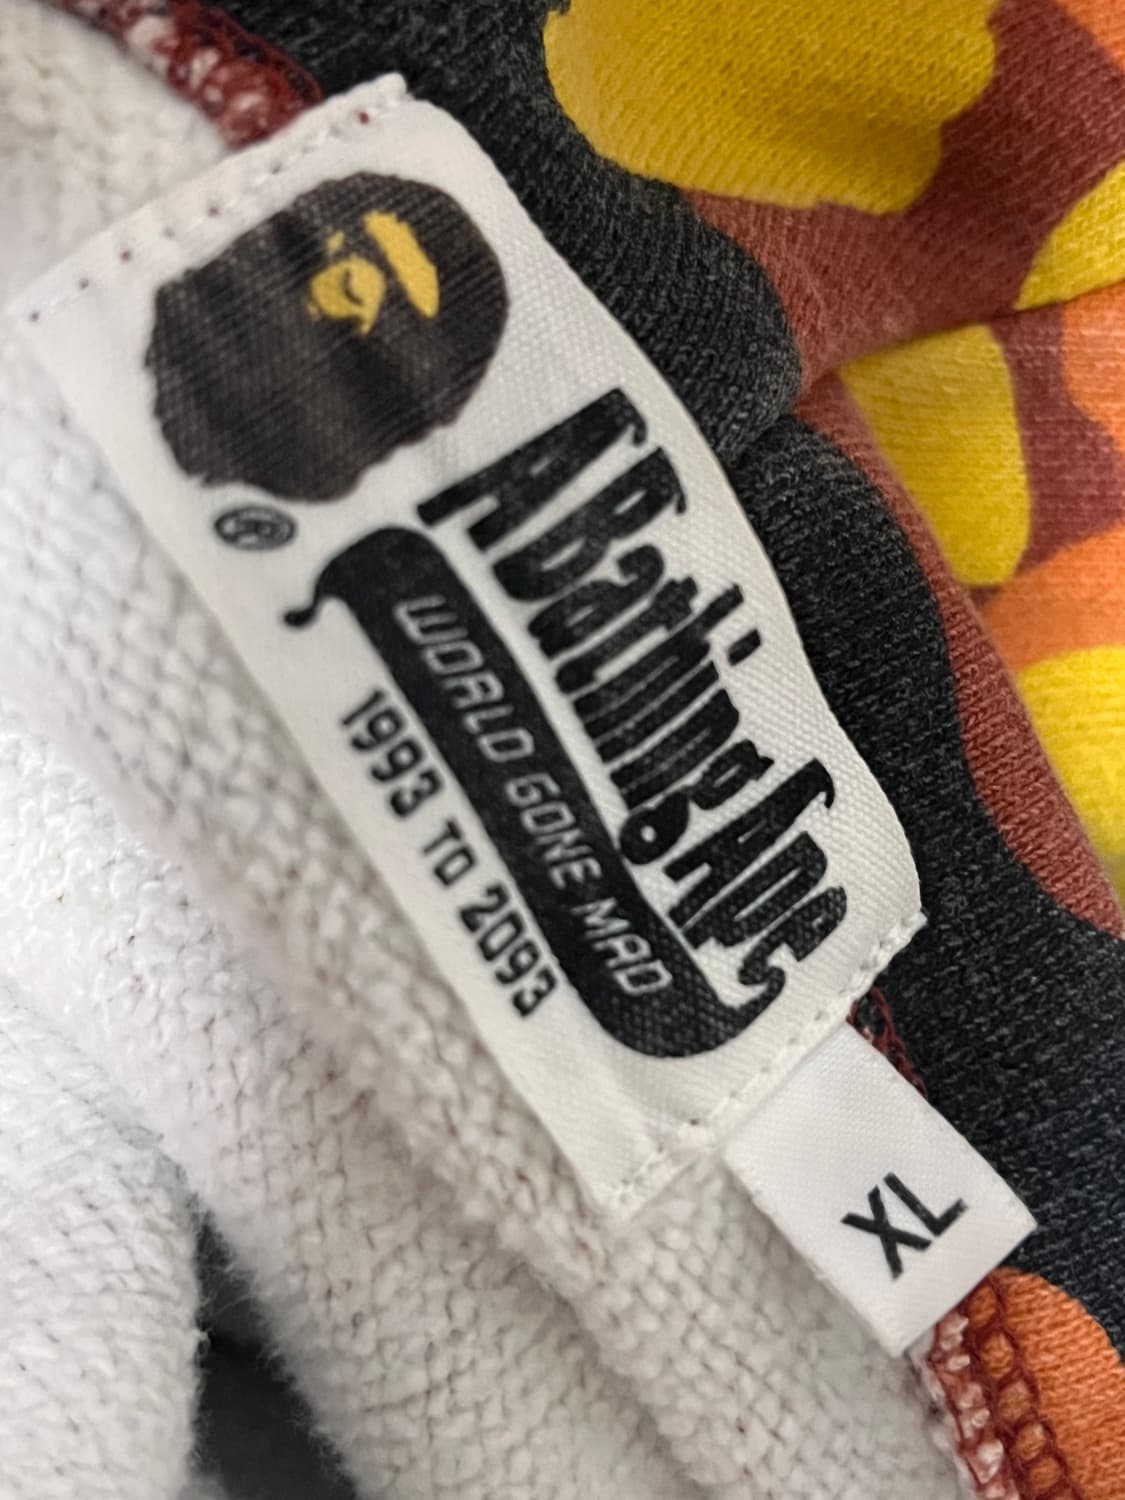 ®
A Bathing Ape
WORLD GONE MAD
1993 TO 2093
XL